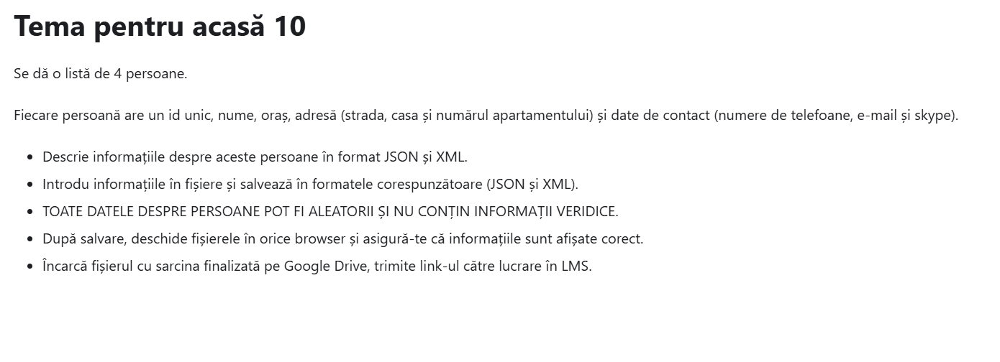 Tema pentru acasă 10
Se dă o listă de 4 persoane.
Fiecare persoană are un id unic, nume, oraș, adresă (strada, casa și numărul apartamentului) și date de contact (numere de telefoane, e-mail și skype).
• Descrie informațiile despre aceste persoane în format JSON și XML.
• Introdu informațiile în fișiere și salvează în formatele corespunzătoare (JSON și XML).
• TOATE DATELE DESPRE PERSOANE POT FI ALEATORII ȘI NU CONȚIN INFORMAȚII VERIDICE.
• După salvare, deschide fișierele în orice browser și asigură-te că informațiile sunt afișate corect.
• Încarcă fișierul cu sarcina finalizată pe Google Drive, trimite link-ul către lucrare în LMS.